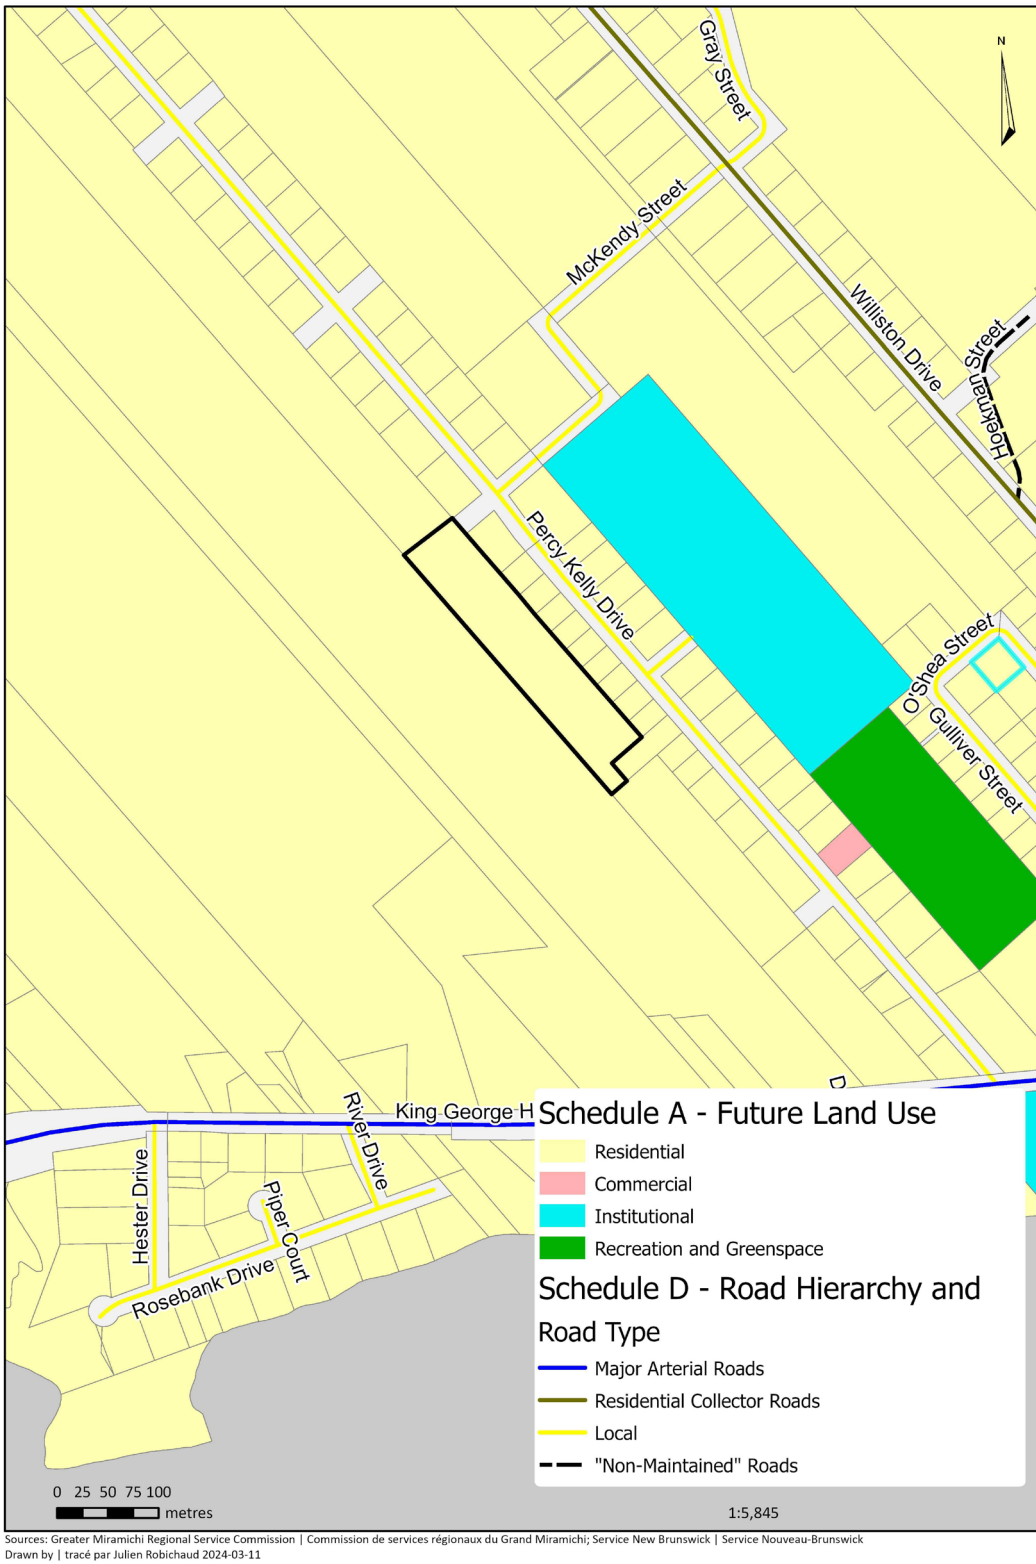 Gray Street
N
McKendy Street
Williston Drive
Hoekman Street
Percy Kelly Drive
O'Shea Street
Gulliver Street
D
King George H
River Drive
Hester Drive
Piper Court
Rosebank Drive
Schedule A - Future Land Use
Residential
Commercial
Institutional
Recreation and Greenspace
Schedule D - Road Hierarchy and
Road Type
Major Arterial Roads
Residential Collector Roads
Local
"Non-Maintained" Roads
0 25 50 75 100
metres
1:5,845
Sources: Greater Miramichi Regional Service Commission | Commission de services régionaux du Grand Miramichi; Service New Brunswick | Service Nouveau-Brunswick
Drawn by | tracé par Julien Robichaud 2024-03-11